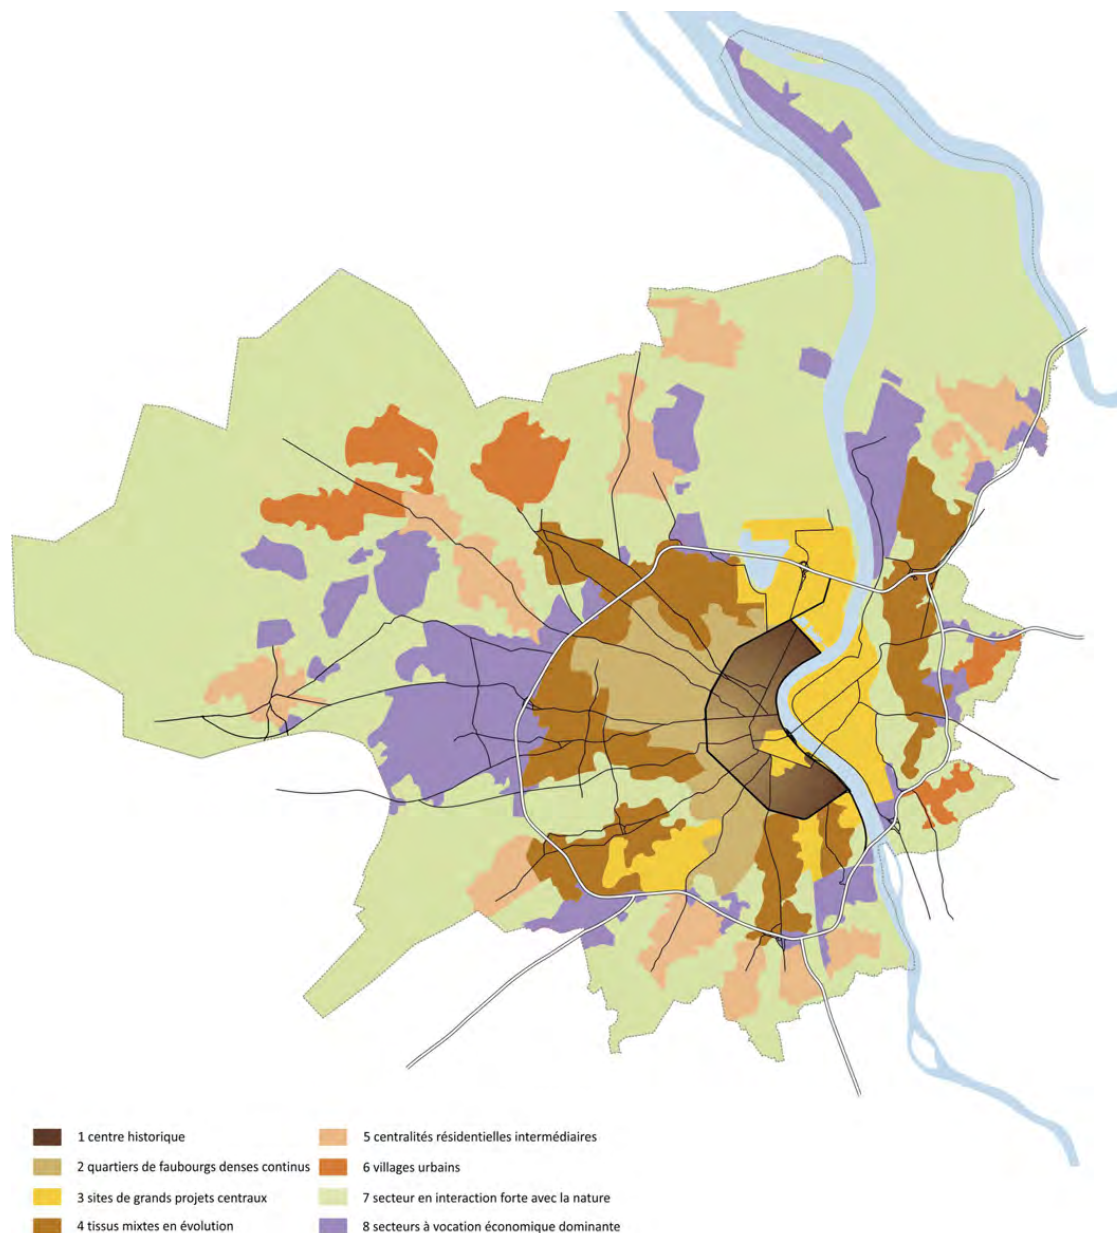 1 centre historique
2 quartiers de faubourgs denses continus
3 sites de grands projets centraux
4 tissus mixtes en évolution
5 centralités résidentielles intermédiaires
6 villages urbains
7 secteur en interaction forte avec la nature
8 secteurs à vocation économique dominante